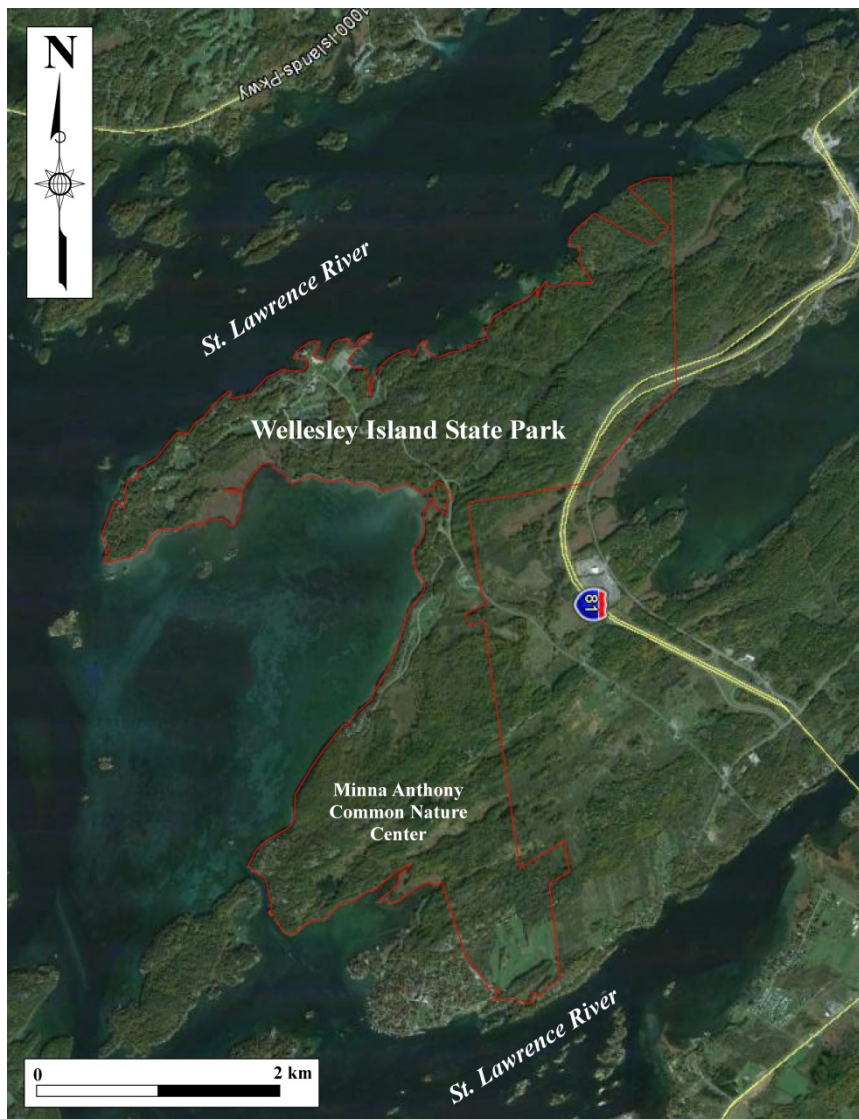 1000 Islands Pkwy
N
St. Lawrence River
Wellesley Island State Park
81
Minna Anthony
Common Nature
Center
St. Lawrence River
0 2 km